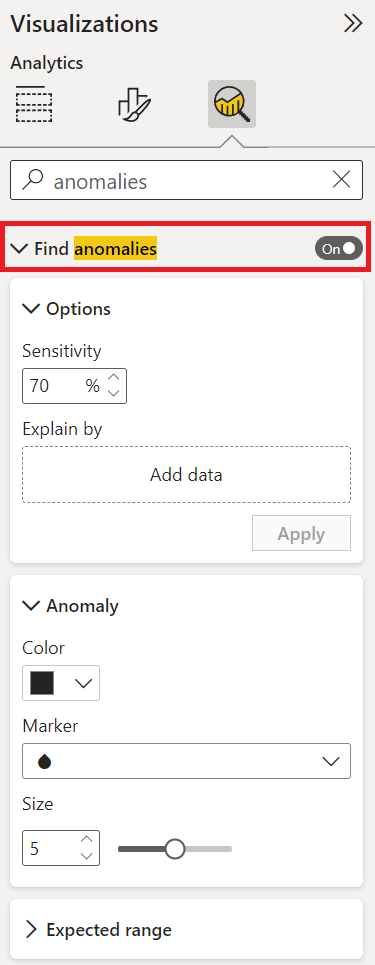 Visualizations
Analytics
anomalies
Find anomalies On
Options
Sensitivity
70 %
Explain by
Add data
Apply
Anomaly
Color
Marker
Size
5
Expected range